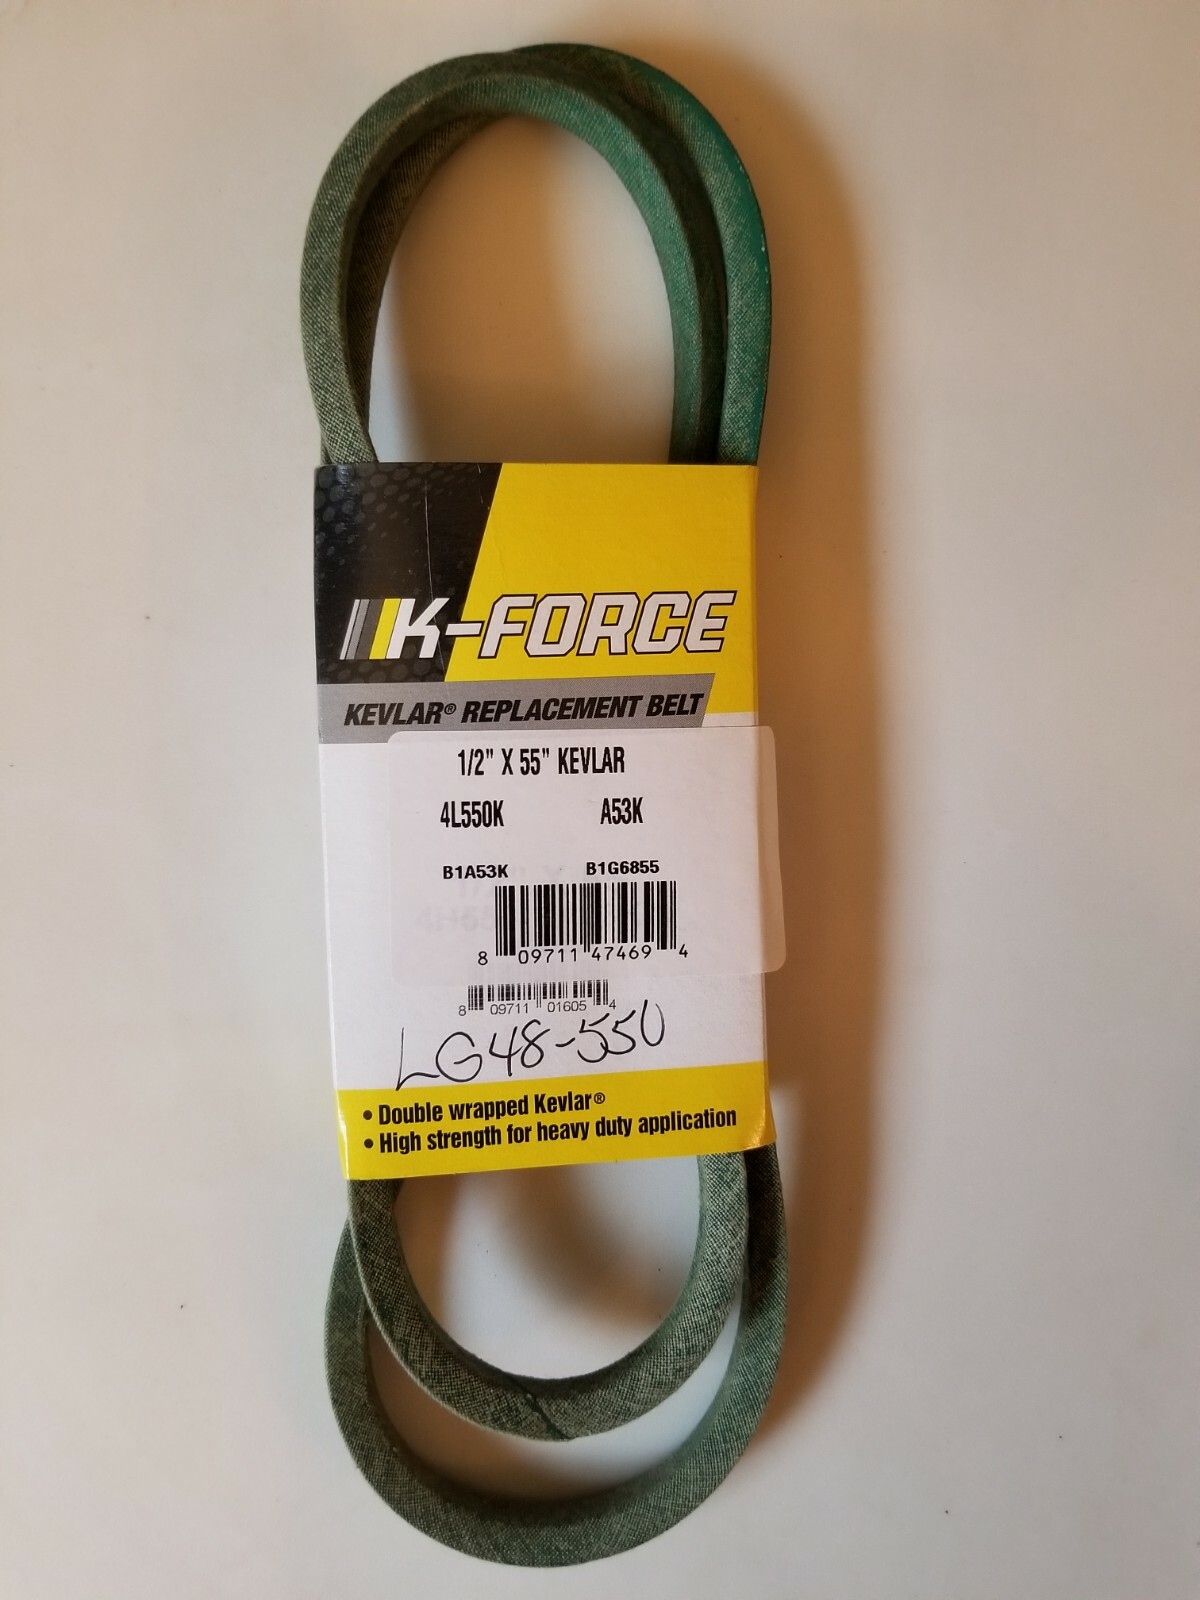 K-FORCE
KEVLAR® REPLACEMENT BELT
1/2" X 55" KEVLAR
4L550K A53K
B1A53K B1G6855
8 09711 47469 4
8 09711 01605 4
LG48-550
• Double wrapped Kevlar®
• High strength for heavy duty application